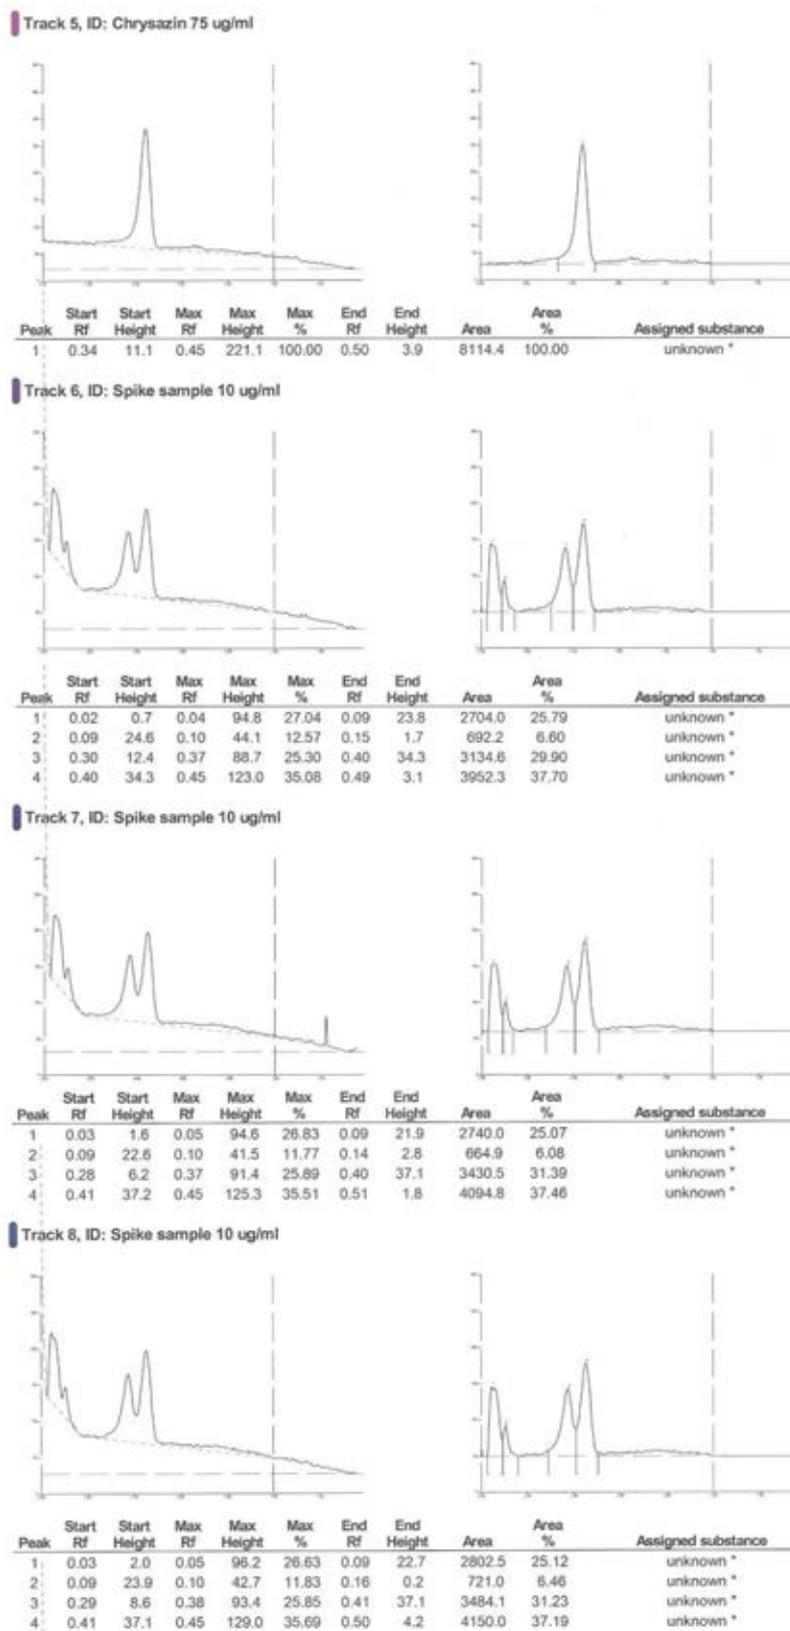 Track 5, ID: Chrysazin 75 ug/ml
Start Start Max Max Max End End Area
Peak Rf Height Rf Height % Rf Height Area % Assigned substance
1 0.34 11.1 0.45 221.1 100.00 0.50 3.9 8114.4 100.00 unknown *
Track 6, ID: Spike sample 10 ug/ml
Start Start Max Max Max End End Area
Peak Rf Height Rf Height % Rf Height Area % Assigned substance
1 0.02 0.7 0.04 94.8 27.04 0.09 23.8 2704.0 25.79 unknown *
2 0.09 24.6 0.10 44.1 12.57 0.15 1.7 692.2 6.60 unknown *
3 0.30 12.4 0.37 88.7 25.30 0.40 34.3 3134.6 29.90 unknown *
4 0.40 34.3 0.45 123.0 35.08 0.49 3.1 3952.3 37.70 unknown *
Track 7, ID: Spike sample 10 ug/ml
Start Start Max Max Max End End Area
Peak Rf Height Rf Height % Rf Height Area % Assigned substance
1 0.03 1.6 0.05 94.6 26.83 0.09 21.9 2740.0 25.07 unknown *
2 0.09 22.6 0.10 41.5 11.77 0.14 2.8 664.9 6.08 unknown *
3 0.28 6.2 0.37 91.4 25.89 0.40 37.1 3430.5 31.39 unknown *
4 0.41 37.2 0.45 125.3 35.51 0.51 1.8 4094.8 37.46 unknown *
Track 8, ID: Spike sample 10 ug/ml
Start Start Max Max Max End End Area
Peak Rf Height Rf Height % Rf Height Area % Assigned substance
1 0.03 2.0 0.05 96.2 26.63 0.09 22.7 2802.5 25.12 unknown *
2 0.09 23.9 0.10 42.7 11.83 0.16 0.2 721.0 6.46 unknown *
3 0.29 8.6 0.38 93.4 25.85 0.41 37.1 3484.1 31.23 unknown *
4 0.41 37.1 0.45 129.0 35.69 0.50 4.2 4150.0 37.19 unknown *